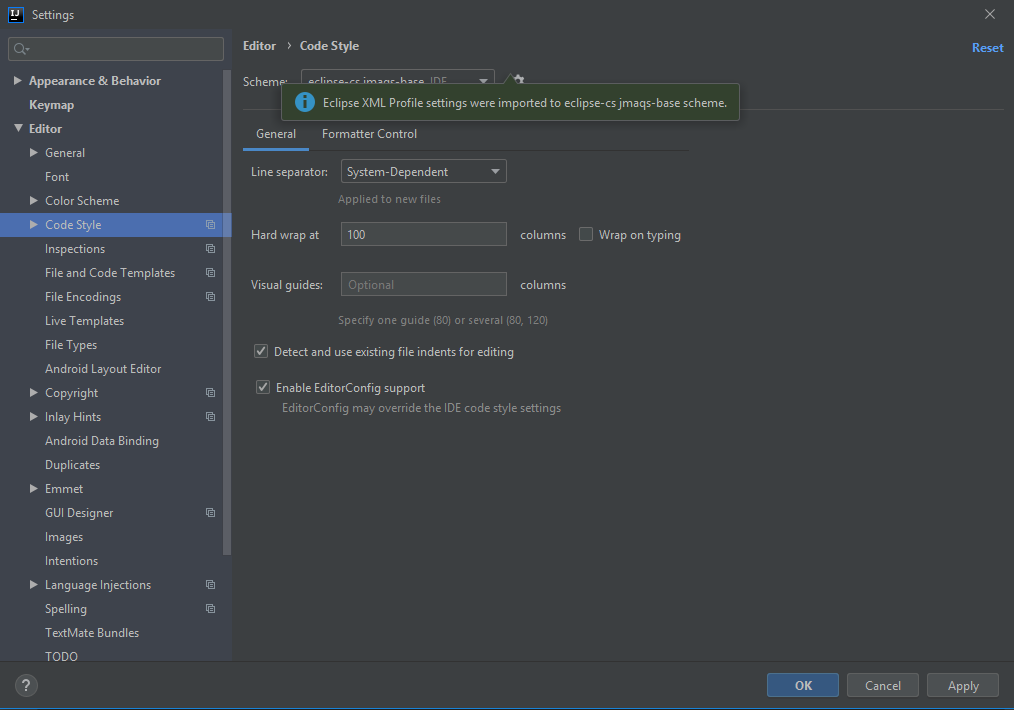 IJ Settings
Editor › Code Style
Reset
Scheme: eclipse-cs jmaqs-base IDE
Eclipse XML Profile settings were imported to eclipse-cs jmaqs-base scheme.
Appearance & Behavior
Keymap
Editor
General
Font
Color Scheme
Code Style
Inspections
File and Code Templates
File Encodings
Live Templates
File Types
Android Layout Editor
Copyright
Inlay Hints
Android Data Binding
Duplicates
Emmet
GUI Designer
Images
Intentions
Language Injections
Spelling
TextMate Bundles
TODO
General Formatter Control
Line separator: System-Dependent
Applied to new files
Hard wrap at 100 columns Wrap on typing
Visual guides: Optional columns
Specify one guide (80) or several (80, 120)
Detect and use existing file indents for editing
Enable EditorConfig support
EditorConfig may override the IDE code style settings
? OK Cancel Apply